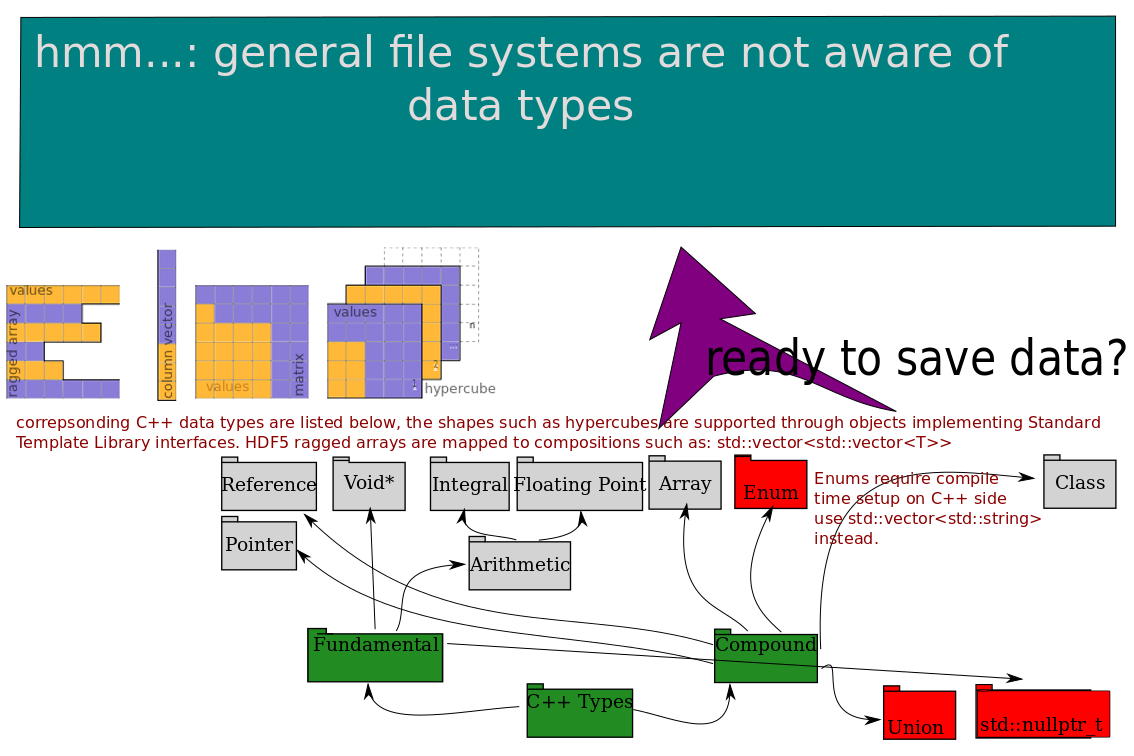 hmm...: general file systems are not aware of
data types
values
ragged array
column vector
values
matrix
values
1
2
...
n
hypercube
ready to save data?
correpsonding C++ data types are listed below, the shapes such as hypercubes are supported through objects implementing Standard
Template Library interfaces. HDF5 ragged arrays are mapped to compositions such as: std::vector<std::vector<T>>
Reference
Void*
Integral
Floating Point
Array
Enum
Enums require compile
time setup on C++ side
use std::vector<std::string>
instead.
Class
Pointer
Arithmetic
Fundamental
Compound
C++ Types
Union
std::nullptr_t